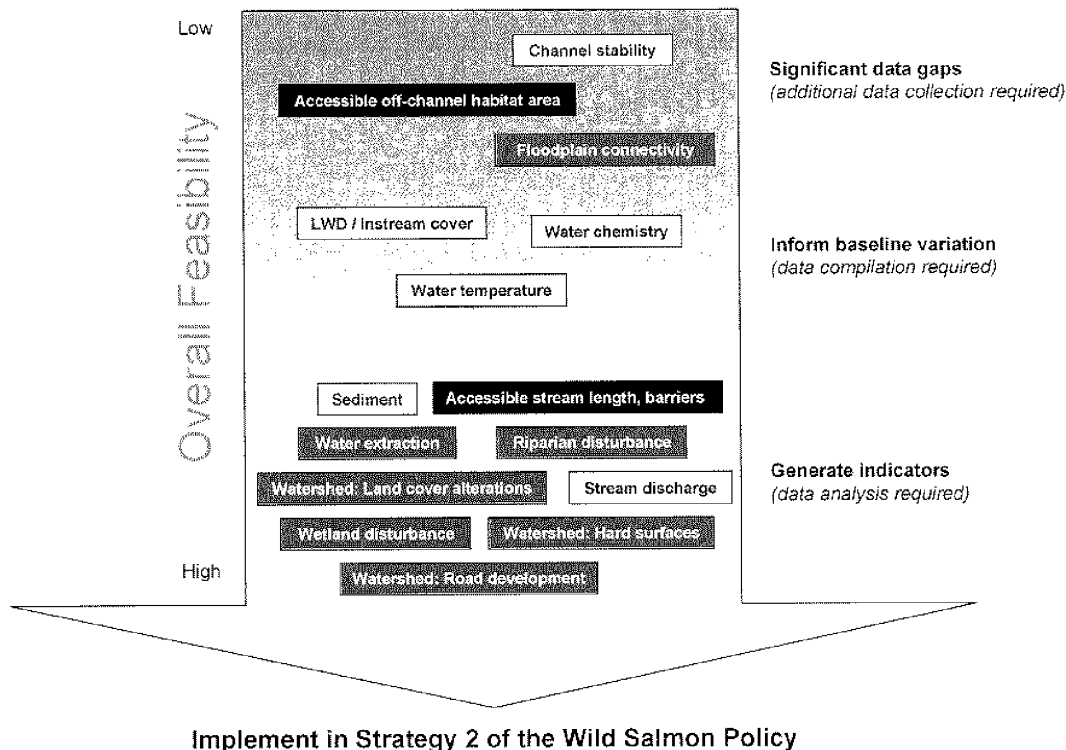 Low
Channel stability
Significant data gaps
(additional data collection required)
Accessible off-channel habitat area
Floodplain connectivity
Overall Feasibility
LWD / Instream cover
Water chemistry
Inform baseline variation
(data compilation required)
Water temperature
Sediment
Accessible stream length, barriers
Water extraction
Riparian disturbance
Watershed: Land cover alterations
Stream discharge
Generate indicators
(data analysis required)
Wetland disturbance
Watershed: Hard surfaces
High
Watershed: Road development
Implement in Strategy 2 of the Wild Salmon Policy